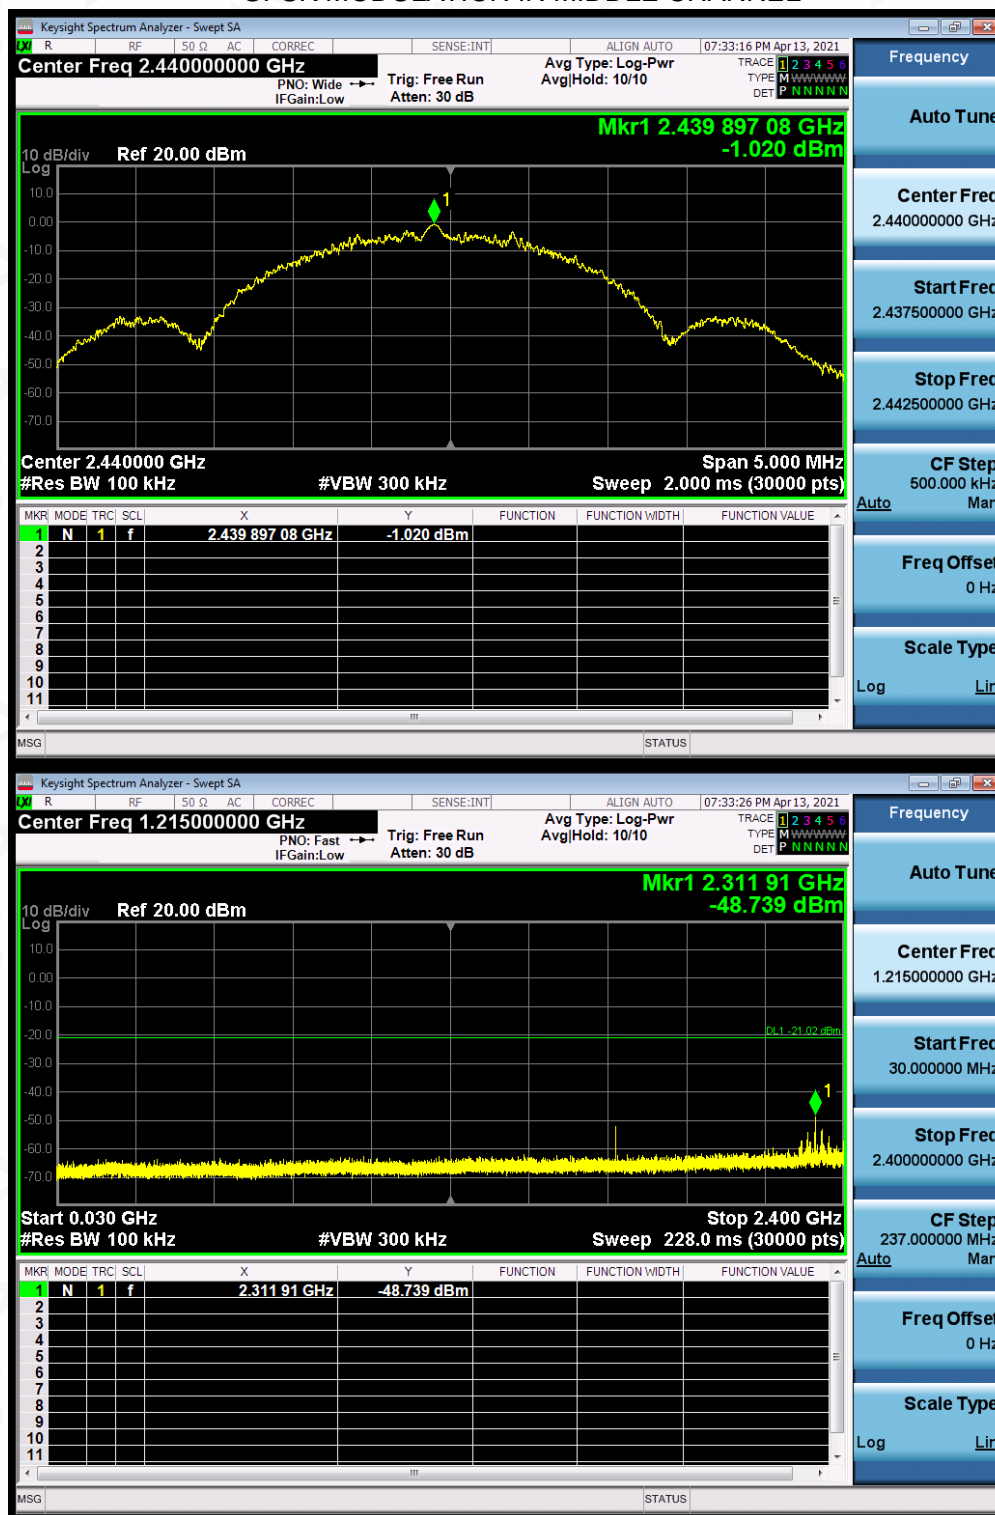 Keysight Spectrum Analyzer - Swept SA
LXI R RF 50 Ω AC CORREC SENSE:INT ALIGN AUTO 07:33:16 PM Apr 13, 2021
Center Freq 2.440000000 GHz
PNO: Wide
IFGain:Low
Trig: Free Run
Atten: 30 dB
Avg Type: Log-Pwr
Avg|Hold: 10/10
TRACE 1 2 3 4 5 6
TYPE M WWWWW
DET P N N N N N
Mkr1 2.439 897 08 GHz
-1.020 dBm
10 dB/div Ref 20.00 dBm
Log
10.0
0.00
-10.0
-20.0
-30.0
-40.0
-50.0
-60.0
-70.0
1
Center 2.440000 GHz Span 5.000 MHz
#Res BW 100 kHz #VBW 300 kHz Sweep 2.000 ms (30000 pts)
MKR MODE TRC SCL X Y FUNCTION FUNCTION WIDTH FUNCTION VALUE
1 N 1 f 2.439 897 08 GHz -1.020 dBm
2
3
4
5
6
7
8
9
10
11
MSG STATUS
Frequency
Auto Tune
Center Freq
2.440000000 GHz
Start Freq
2.437500000 GHz
Stop Freq
2.442500000 GHz
CF Step
500.000 kHz
Auto Man
Freq Offset
0 Hz
Scale Type
Log Lin
Keysight Spectrum Analyzer - Swept SA
LXI R RF 50 Ω AC CORREC SENSE:INT ALIGN AUTO 07:33:26 PM Apr 13, 2021
Center Freq 1.215000000 GHz
PNO: Fast
IFGain:Low
Trig: Free Run
Atten: 30 dB
Avg Type: Log-Pwr
Avg|Hold: 10/10
TRACE 1 2 3 4 5 6
TYPE M WWWWW
DET P N N N N N
Mkr1 2.311 91 GHz
-48.739 dBm
10 dB/div Ref 20.00 dBm
Log
10.0
0.00
-10.0
-20.0
-30.0
-40.0
-50.0
-60.0
-70.0
DL1 -21.02 dBm
1
Start 0.030 GHz Stop 2.400 GHz
#Res BW 100 kHz #VBW 300 kHz Sweep 228.0 ms (30000 pts)
MKR MODE TRC SCL X Y FUNCTION FUNCTION WIDTH FUNCTION VALUE
1 N 1 f 2.311 91 GHz -48.739 dBm
2
3
4
5
6
7
8
9
10
11
MSG STATUS
Frequency
Auto Tune
Center Freq
1.215000000 GHz
Start Freq
30.000000 MHz
Stop Freq
2.400000000 GHz
CF Step
237.000000 MHz
Auto Man
Freq Offset
0 Hz
Scale Type
Log Lin